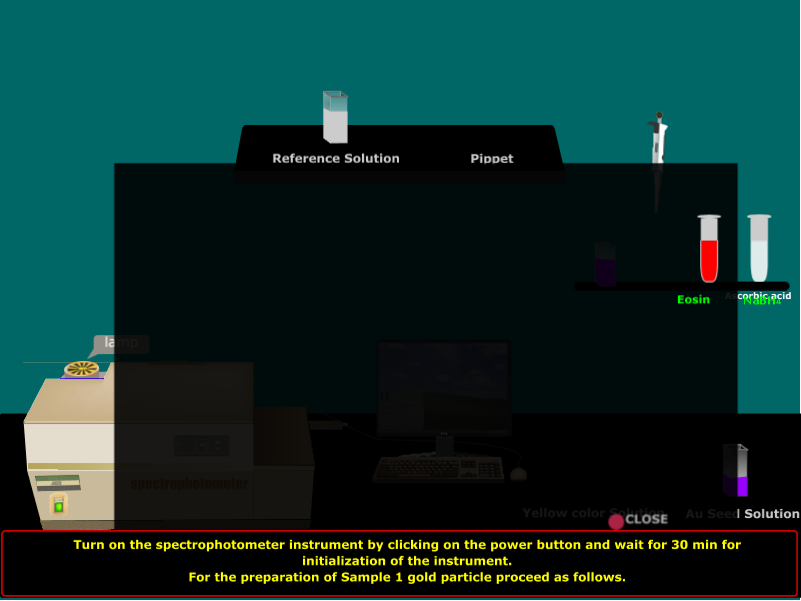 Reference Solution
Pippet
Eosin
Ascorbic acid
NaBH4
lamp
spectrophotometer
Yellow color Solution
Au Seed Solution
CLOSE
Turn on the spectrophotometer instrument by clicking on the power button and wait for 30 min for
initialization of the instrument.
For the preparation of Sample 1 gold particle proceed as follows.